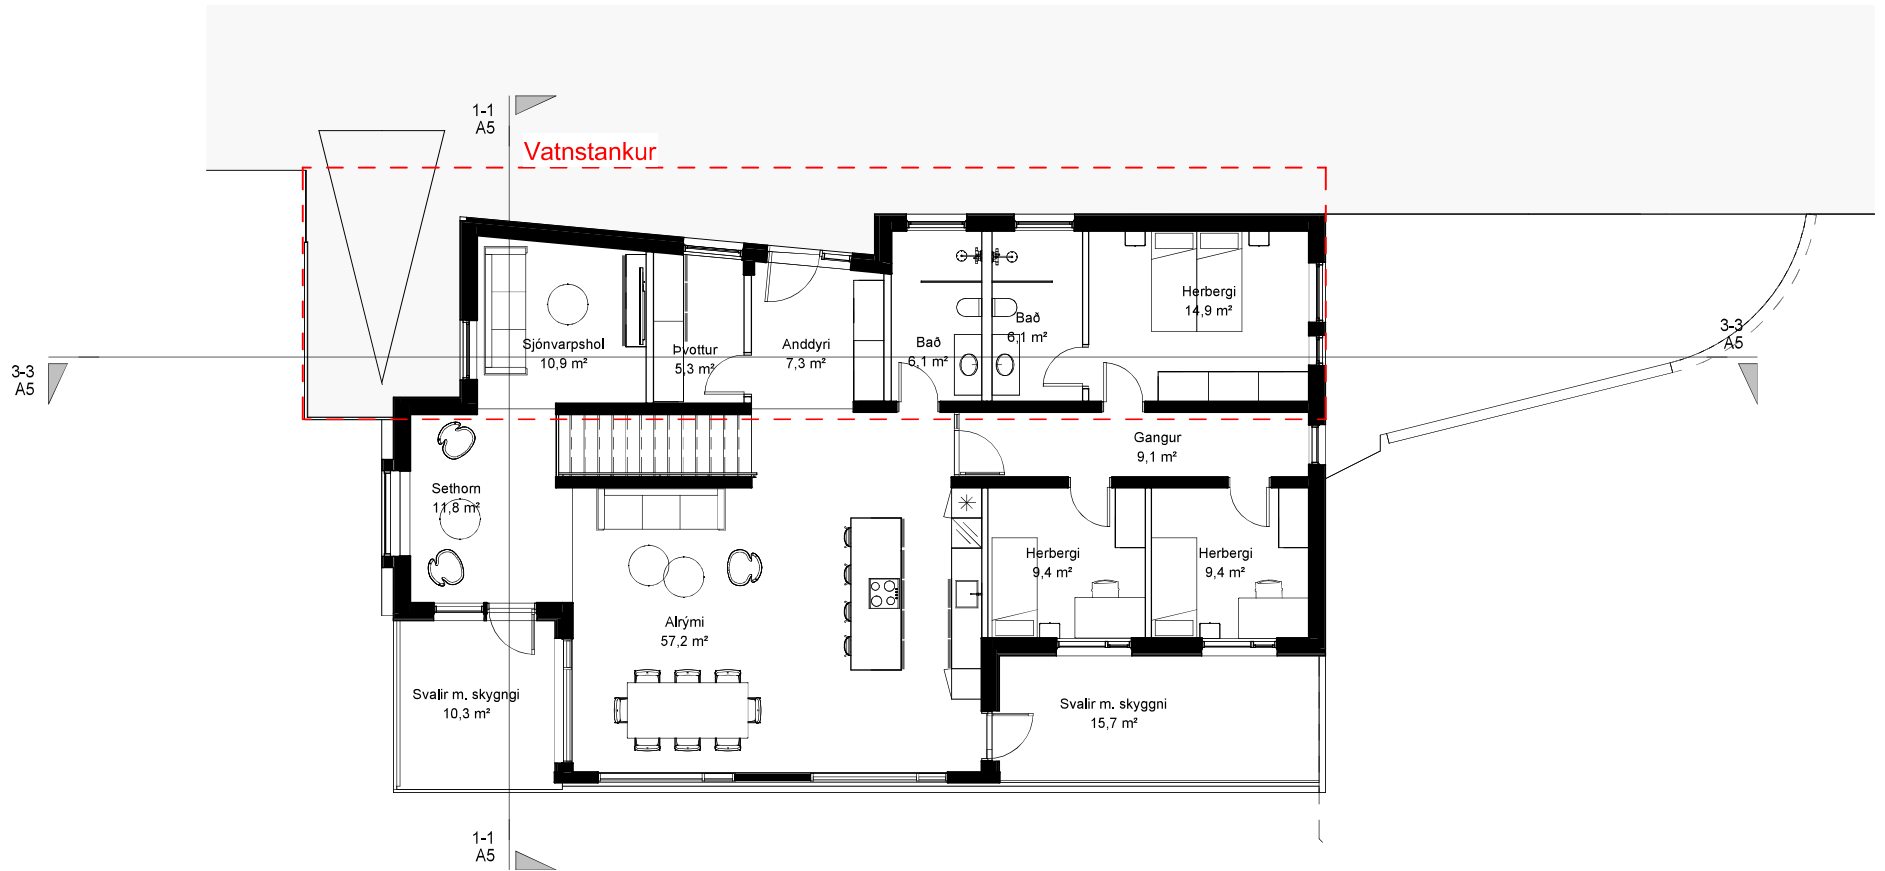 1-1
A5
Vatnstankur
Herbergi
14,9 m²
Bað
6,1 m²
3-3
A5
Sjónvarpshol
10,9 m²
Þvottur
5,3 m²
Anddyri
7,3 m²
Bað
6,1 m²
3-3
A5
Gangur
9,1 m²
Sethorn
11,8 m²
Herbergi
9,4 m²
Herbergi
9,4 m²
Alrými
57,2 m²
Svalir m. skygngi
10,3 m²
Svalir m. skyggni
15,7 m²
1-1
A5